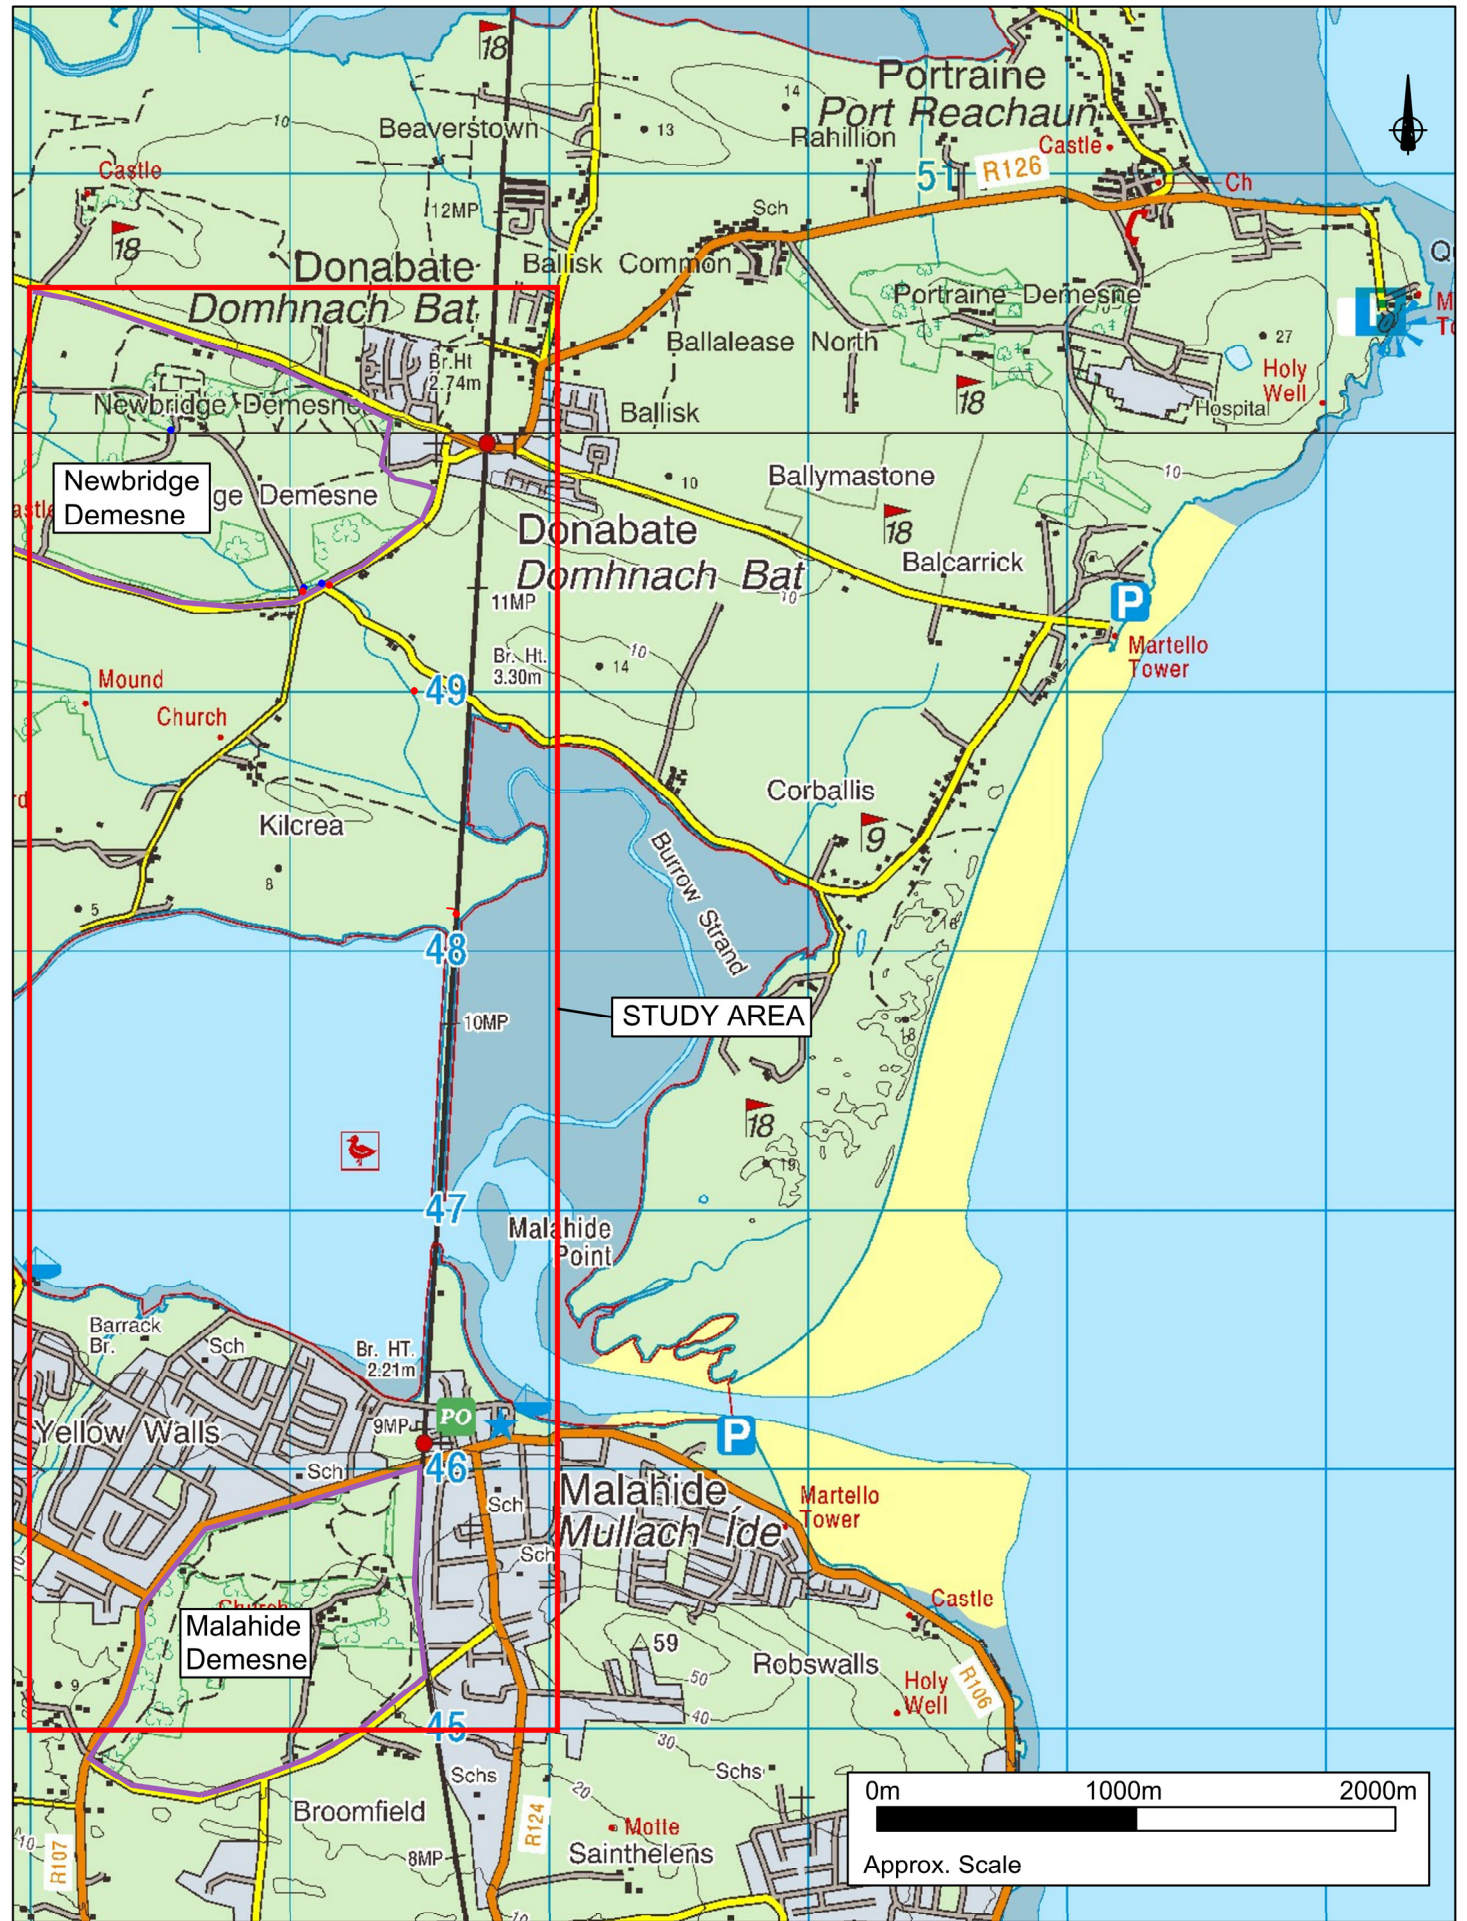 18
Portraine
Port Reachaun
14
13
Beaverstown
Rahillion
Castle
10
51
R126
Castle
Ch
12MP
Sch
18
Donabate
Domhnach Bat
Ballisk Common
Portraine Demesne
27
Ballalease North
Br.Ht
2.74m
Holy
Well
18
Newbridge Demesne
Ballisk
Hospital
Newbridge
Demesne
ge Demesne
10
Ballymastone
10
18
Donabate
Domhnach Bat
Balcarrick
10
P
11MP
Martello
Tower
Br. Ht.
3.30m
14
10
Mound
49
Church
Corballis
Kilcrea
9
8
Burrow Strand
5
18
48
STUDY AREA
10MP
18
18
19
47
Malahide
Point
Barrack
Br.
Sch
Br. HT.
2.21m
PO
9MP
P
Yellow Walls
Sch
46
Malahide
Mullach Íde
Sch
Martello
Tower
Sch
Castle
Church
Malahide
Demesne
59
Robswalls
50
Holy
Well
R106
9
40
45
30
Schs
Schs
20
0m 1000m 2000m
Broomfield
R124
Motte
Sainthelens
10
R107
8MP
Approx. Scale
10